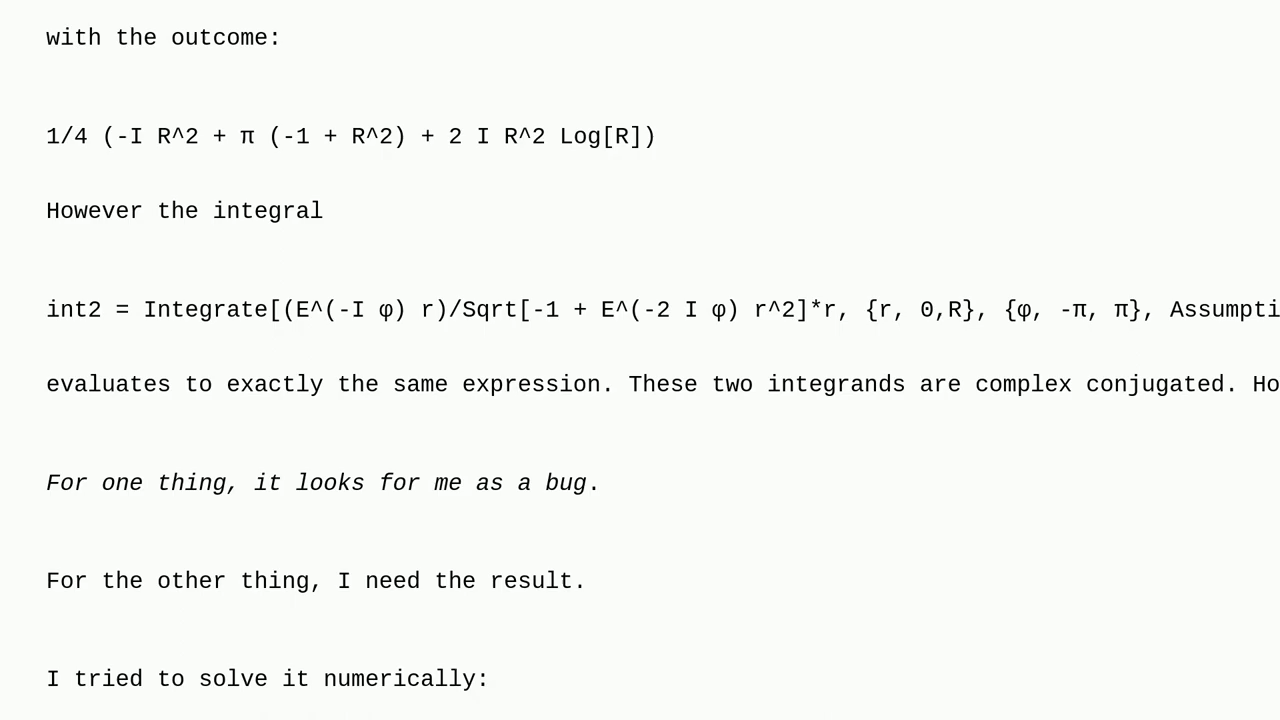 with the outcome:
1/4 (-I R^2 + π (-1 + R^2) + 2 I R^2 Log[R])
However the integral
int2 = Integrate[(E^(-I φ) r)/Sqrt[-1 + E^(-2 I φ) r^2]*r, {r, 0,R}, {φ, -π, π}, Assumpti
evaluates to exactly the same expression. These two integrands are complex conjugated. Ho
For one thing, it looks for me as a bug.
For the other thing, I need the result.
I tried to solve it numerically: